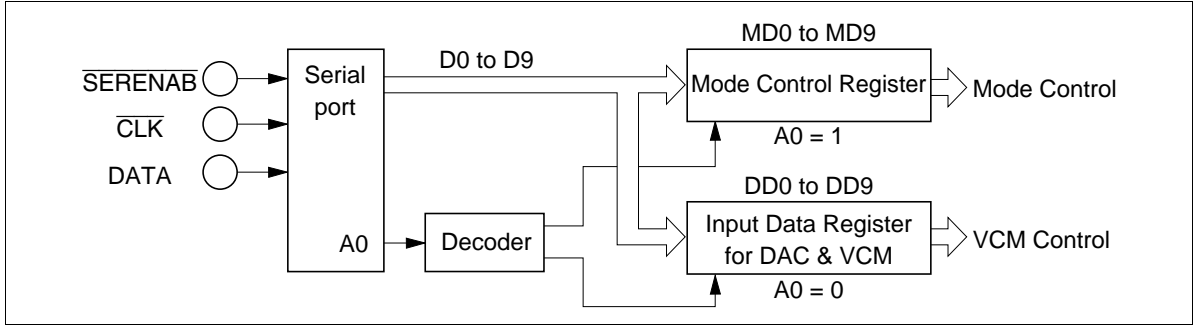 SERENAB
CLK
DATA
Serial
port
A0
D0 to D9
Decoder
MD0 to MD9
Mode Control Register
A0 = 1
Mode Control
DD0 to DD9
Input Data Register
for DAC & VCM
A0 = 0
VCM Control